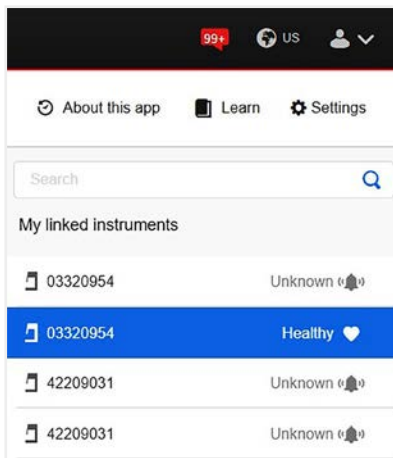 99+ US
About this app Learn Settings
Search
My linked instruments
03320954 Unknown
03320954 Healthy
42209031 Unknown
42209031 Unknown